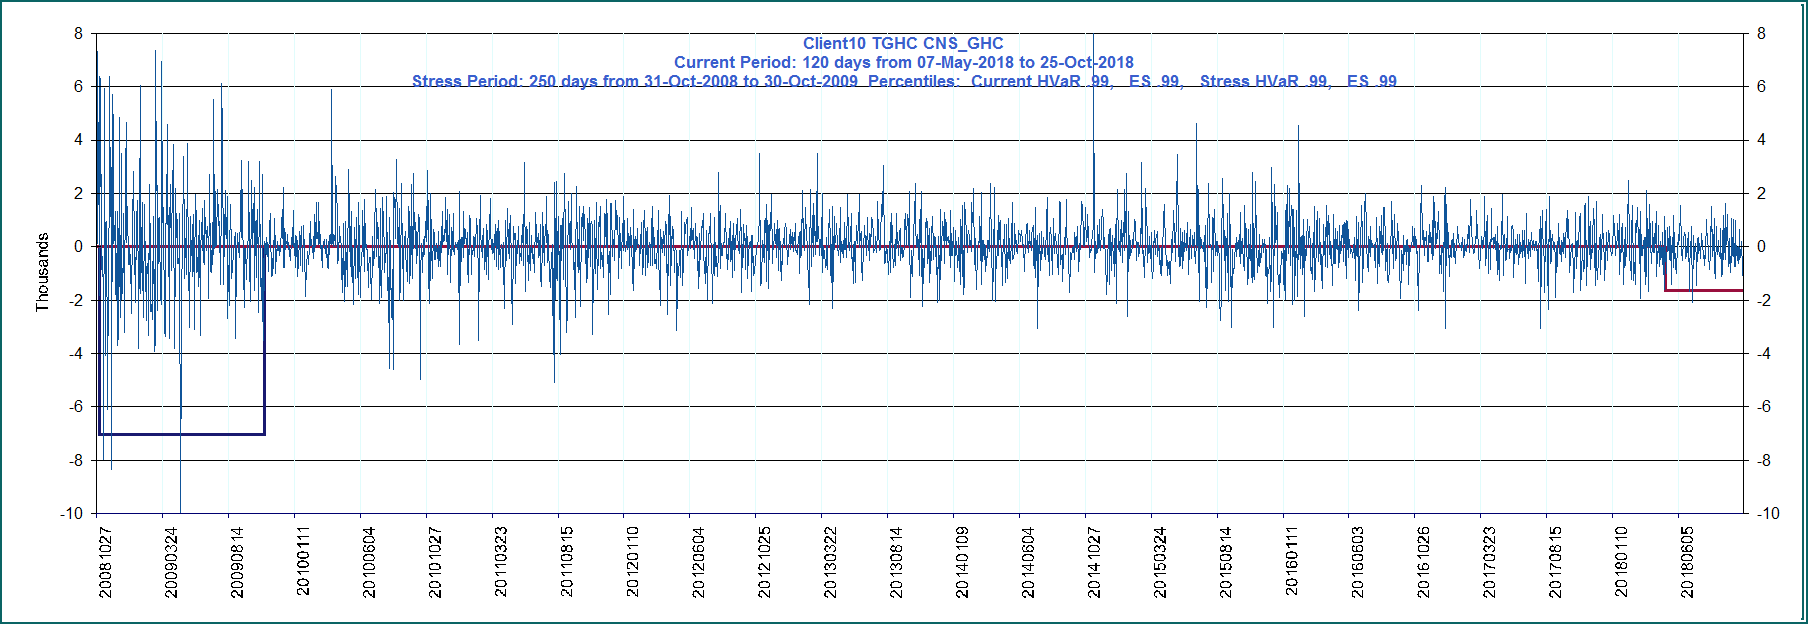 Client10 TGHC CNS_GHC
Current Period: 120 days from 07-May-2018 to 25-Oct-2018
Stress Period: 250 days from 31-Oct-2008 to 30-Oct-2009 Percentiles: Current HVaR .99, ES .99, Stress HVaR .99, ES .99
Thousands
8 8
6 6
4 4
2 2
0 0
-2 -2
-4 -4
-6 -6
-8 -8
-10 -10
20081027 20090324 20090814 20100111 20100604 20101027 20110323 20110815 20120110 20120604 20121025 20130322 20130814 20140109 20140604 20141027 20150324 20150814 20160111 20160603 20161026 20170323 20170815 20180110 20180605